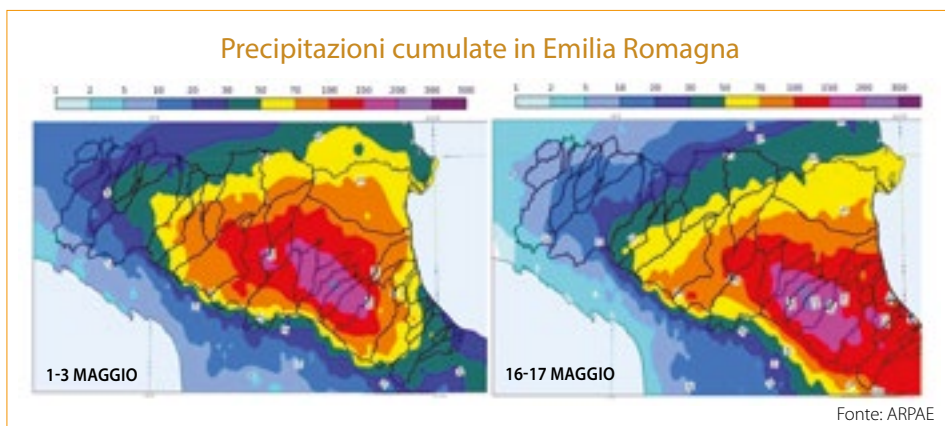 Precipitazioni cumulate in Emilia Romagna
1 2 5 10 20 30 50 70 100 150 200 300 500
1 2 5 10 20 30 50 70 100 150 200 300
1-3 MAGGIO
16-17 MAGGIO
Fonte: ARPAE